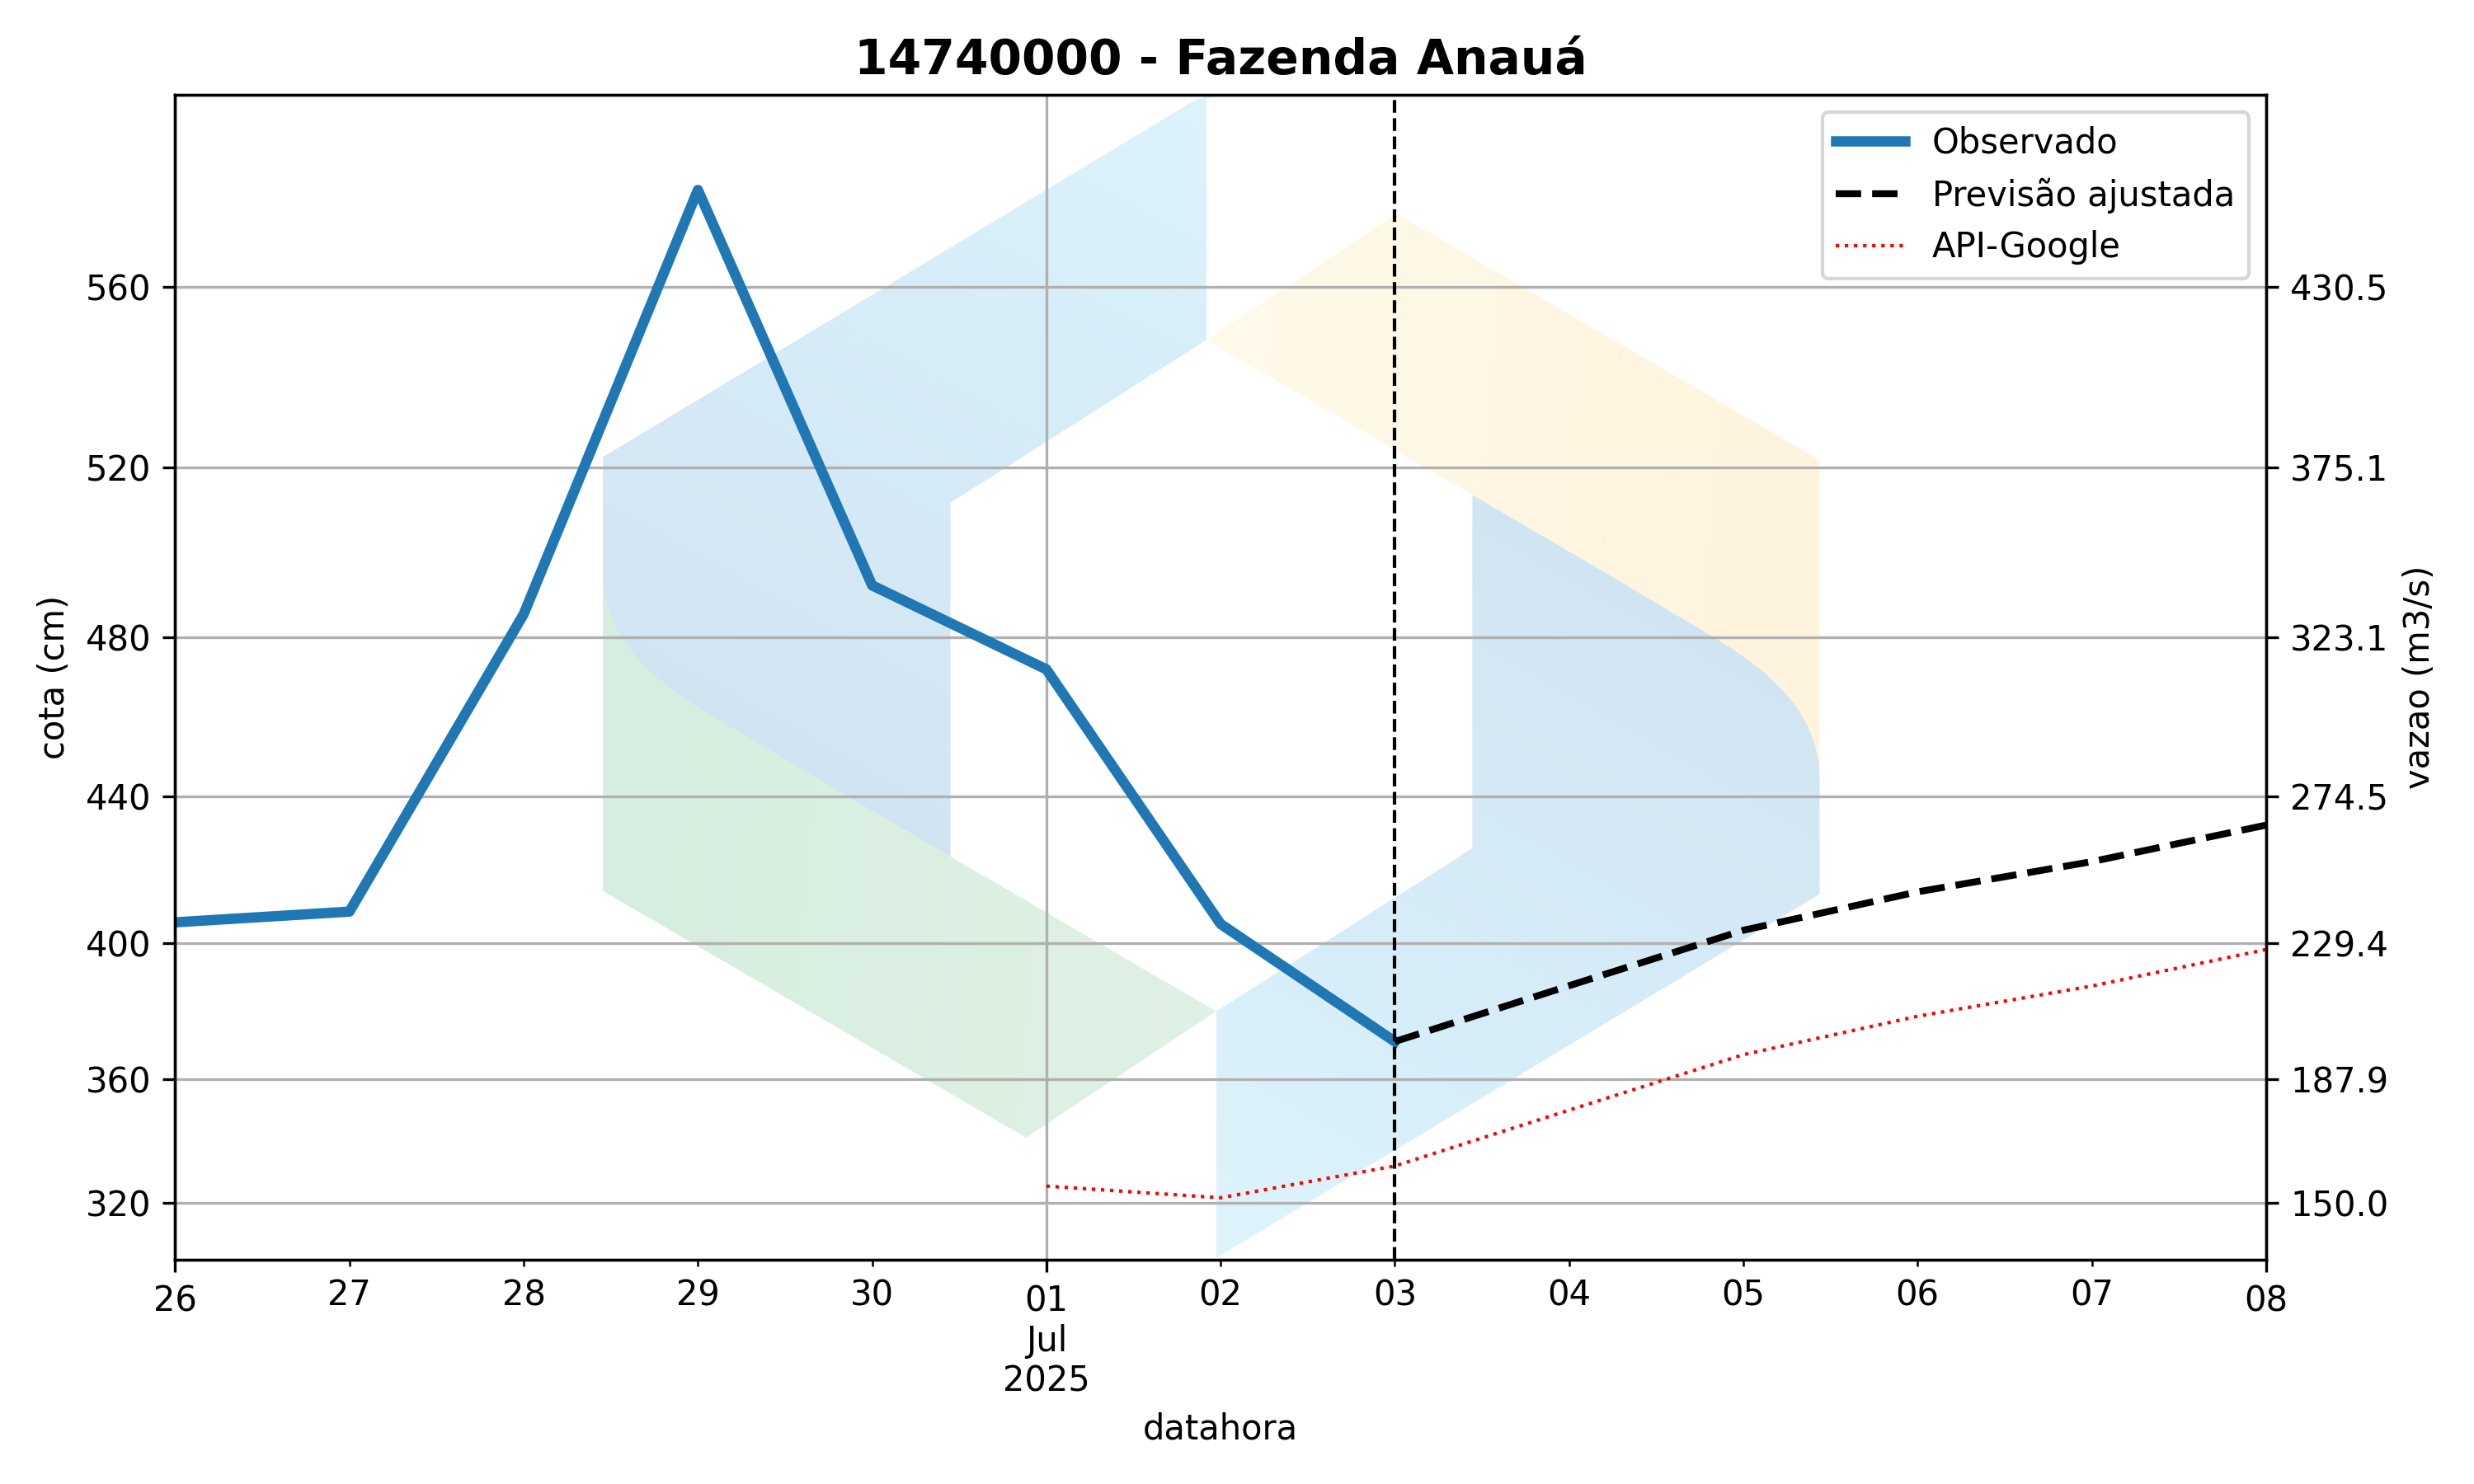 14740000 - Fazenda Anauá
Observado
Previsão ajustada
API-Google
560
520
480
440
400
360
320
cota (cm)
430.5
375.1
323.1
274.5
229.4
187.9
150.0
vazao (m3/s)
26 27 28 29 30 01 02 03 04 05 06 07 08
Jul
2025
datahora